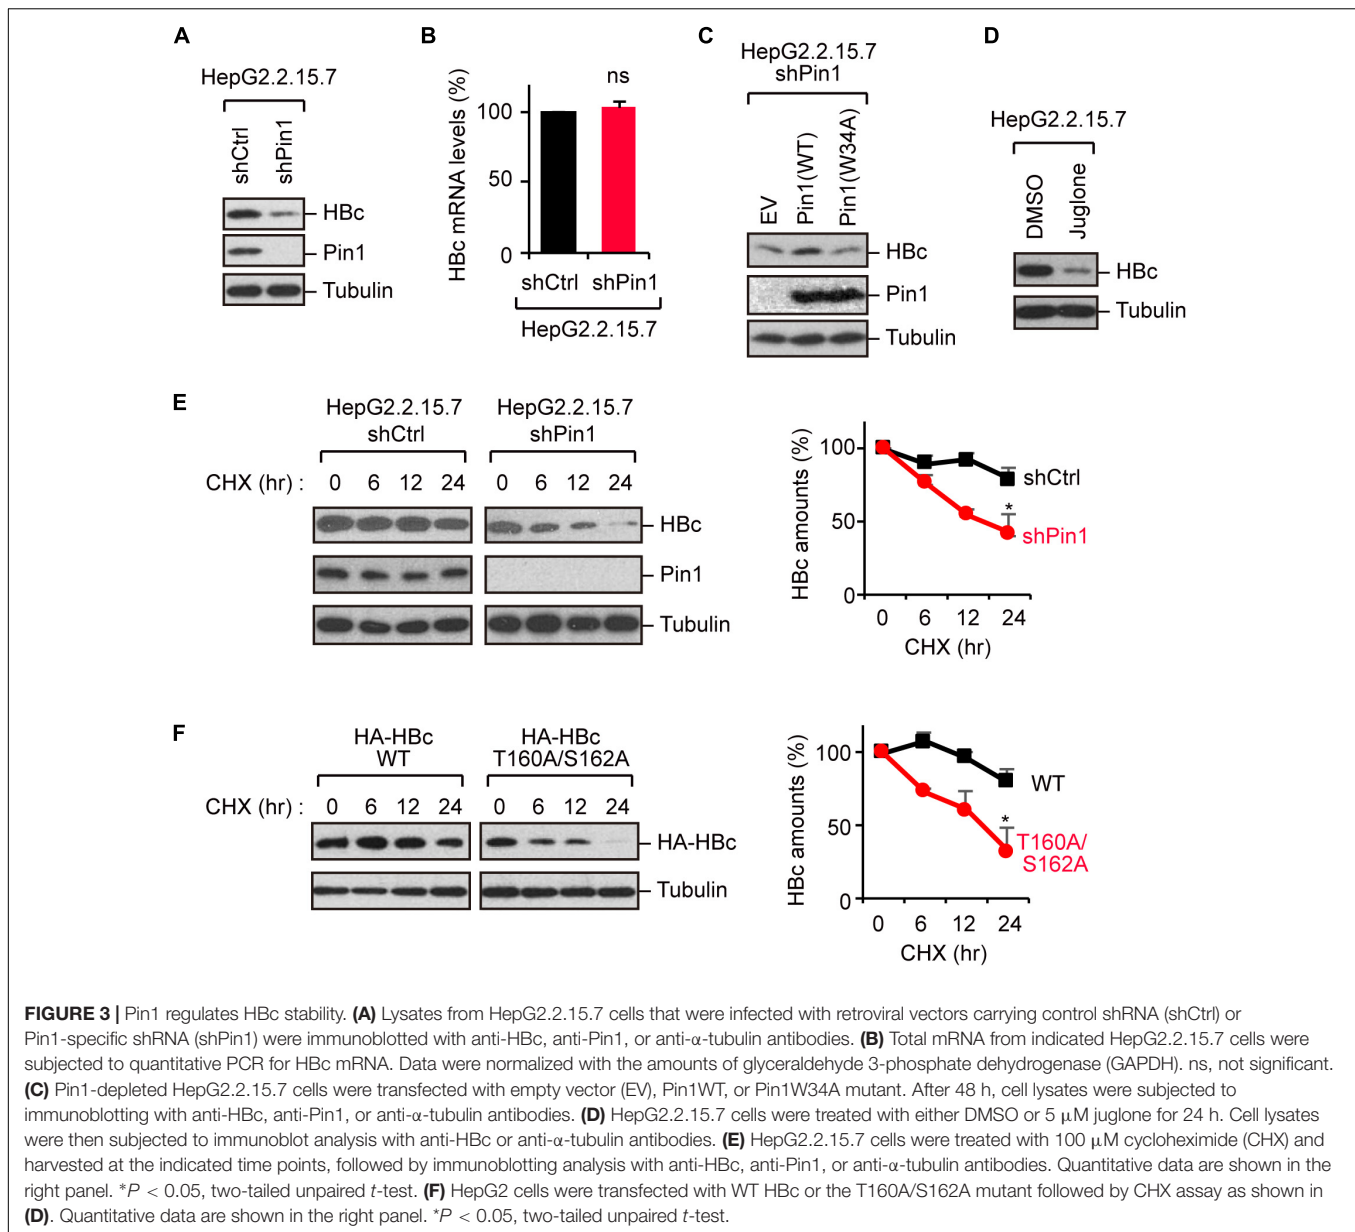 A
HepG2.2.15.7
shCtrl
shPin1
HBc
Pin1
Tubulin
B
HBc mRNA levels (%)
100
50
0
ns
shCtrl shPin1
HepG2.2.15.7
C
HepG2.2.15.7
shPin1
EV
Pin1(WT)
Pin1(W34A)
HBc
Pin1
Tubulin
D
HepG2.2.15.7
DMSO
Juglone
HBc
Tubulin
E
HepG2.2.15.7
shCtrl
HepG2.2.15.7
shPin1
CHX (hr) : 0 6 12 24 0 6 12 24
HBc
Pin1
Tubulin
HBc amounts (%)
100
50
0
shCtrl
*
shPin1
0 6 12 24
CHX (hr)
F
HA-HBc
WT
HA-HBc
T160A/S162A
CHX (hr) : 0 6 12 24 0 6 12 24
HA-HBc
Tubulin
HBc amounts (%)
100
50
0
WT
*
T160A/
S162A
0 6 12 24
CHX (hr)
FIGURE 3 | Pin1 regulates HBc stability. (A) Lysates from HepG2.2.15.7 cells that were infected with retroviral vectors carrying control shRNA (shCtrl) or
Pin1-specific shRNA (shPin1) were immunoblotted with anti-HBc, anti-Pin1, or anti-α-tubulin antibodies. (B) Total mRNA from indicated HepG2.2.15.7 cells were
subjected to quantitative PCR for HBc mRNA. Data were normalized with the amounts of glyceraldehyde 3-phosphate dehydrogenase (GAPDH). ns, not significant.
(C) Pin1-depleted HepG2.2.15.7 cells were transfected with empty vector (EV), Pin1WT, or Pin1W34A mutant. After 48 h, cell lysates were subjected to
immunoblotting with anti-HBc, anti-Pin1, or anti-α-tubulin antibodies. (D) HepG2.2.15.7 cells were treated with either DMSO or 5 μM juglone for 24 h. Cell lysates
were then subjected to immunoblot analysis with anti-HBc or anti-α-tubulin antibodies. (E) HepG2.2.15.7 cells were treated with 100 μM cycloheximide (CHX) and
harvested at the indicated time points, followed by immunoblotting analysis with anti-HBc, anti-Pin1, or anti-α-tubulin antibodies. Quantitative data are shown in the
right panel. *P < 0.05, two-tailed unpaired t-test. (F) HepG2 cells were transfected with WT HBc or the T160A/S162A mutant followed by CHX assay as shown in
(D). Quantitative data are shown in the right panel. *P < 0.05, two-tailed unpaired t-test.